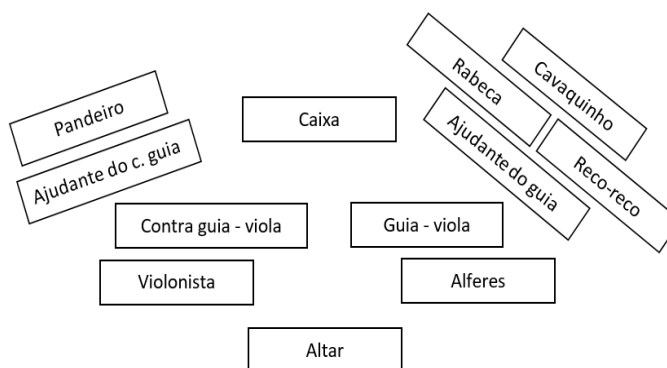 Pandeiro
Ajudante do c. guia
Caixa
Rabeca
Cavaquinho
Ajudante do guia
Reco-reco
Contra guia - viola
Guia - viola
Violonista
Alferes
Altar